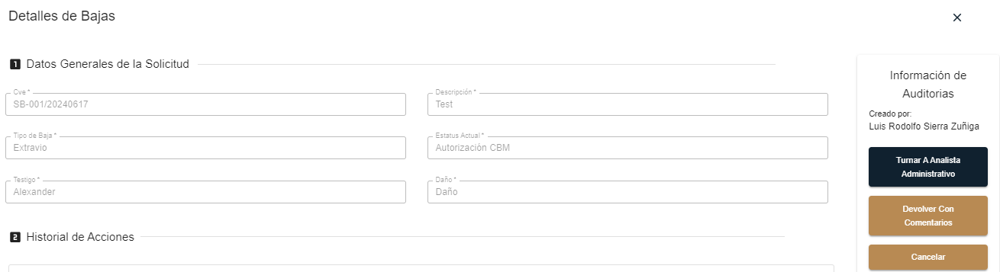 Detalles de Bajas
1 Datos Generales de la Solicitud
Cve *
SB-001/20240617
Descripción *
Test
Tipo de Baja *
Extravio
Estatus Actual *
Autorización CBM
Testigo *
Alexander
Daño *
Daño
2 Historial de Acciones
Información de
Auditorias
Creado por:
Luis Rodolfo Sierra Zuñiga
Turnar A Analista
Administrativo
Devolver Con
Comentarios
Cancelar